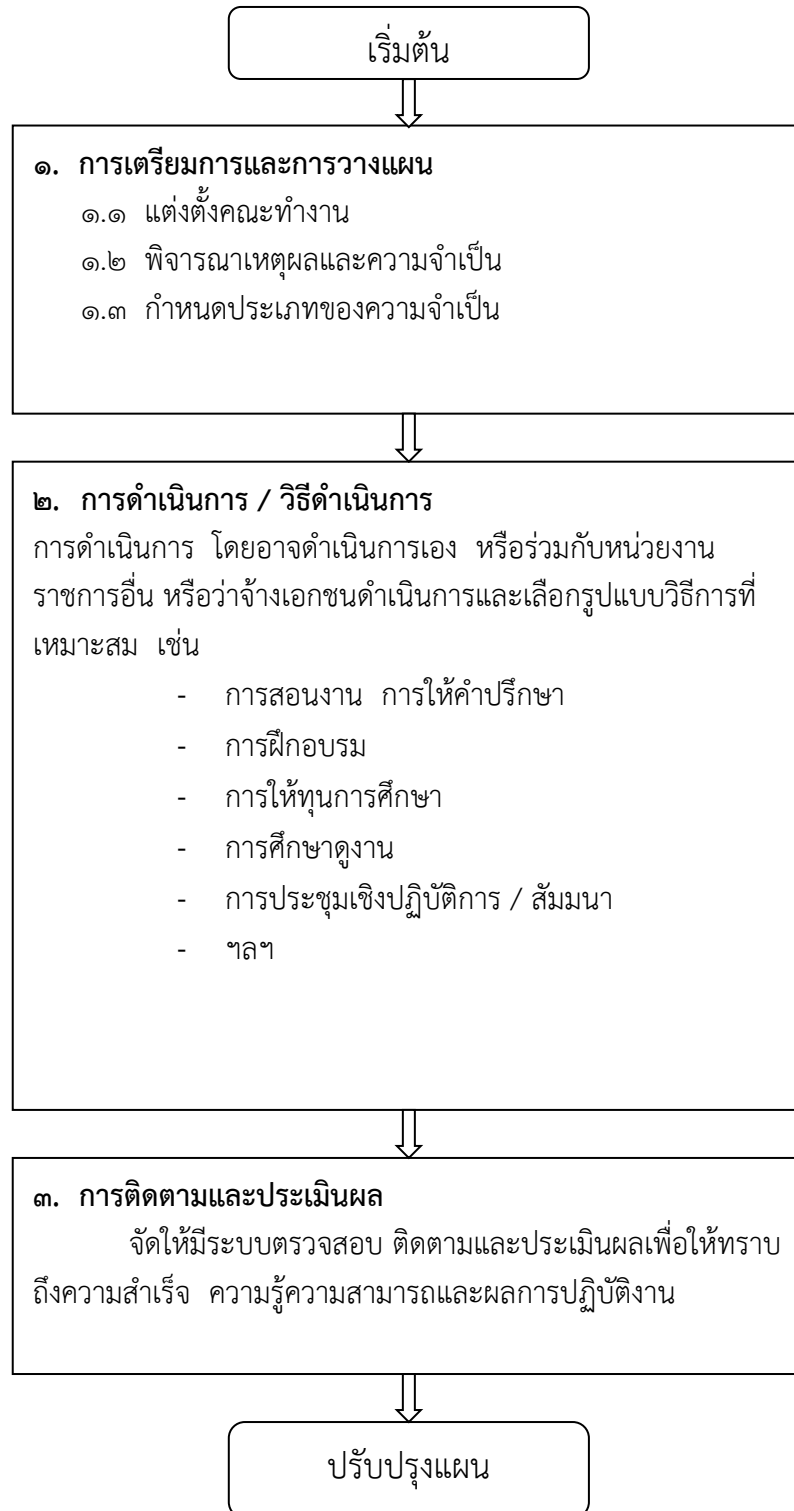 เริ่มต้น
๑. การเตรียมการและการวางแผน
๑.๑ แต่งตั้งคณะทำงาน
๑.๒ พิจารณาเหตุผลและความจำเป็น
๑.๓ กำหนดประเภทของความจำเป็น
๒. การดำเนินการ / วิธีดำเนินการ
การดำเนินการ โดยอาจดำเนินการเอง หรือร่วมกับหน่วยงาน
ราชการอื่น หรือว่าจ้างเอกชนดำเนินการและเลือกรูปแบบวิธีการที่
เหมาะสม เช่น
- การสอนงาน การให้คำปรึกษา
- การฝึกอบรม
- การให้ทุนการศึกษา
- การศึกษาดูงาน
- การประชุมเชิงปฏิบัติการ / สัมมนา
- ฯลฯ
๓. การติดตามและประเมินผล
จัดให้มีระบบตรวจสอบ ติดตามและประเมินผลเพื่อให้ทราบ
ถึงความสำเร็จ ความรู้ความสามารถและผลการปฏิบัติงาน
ปรับปรุงแผน